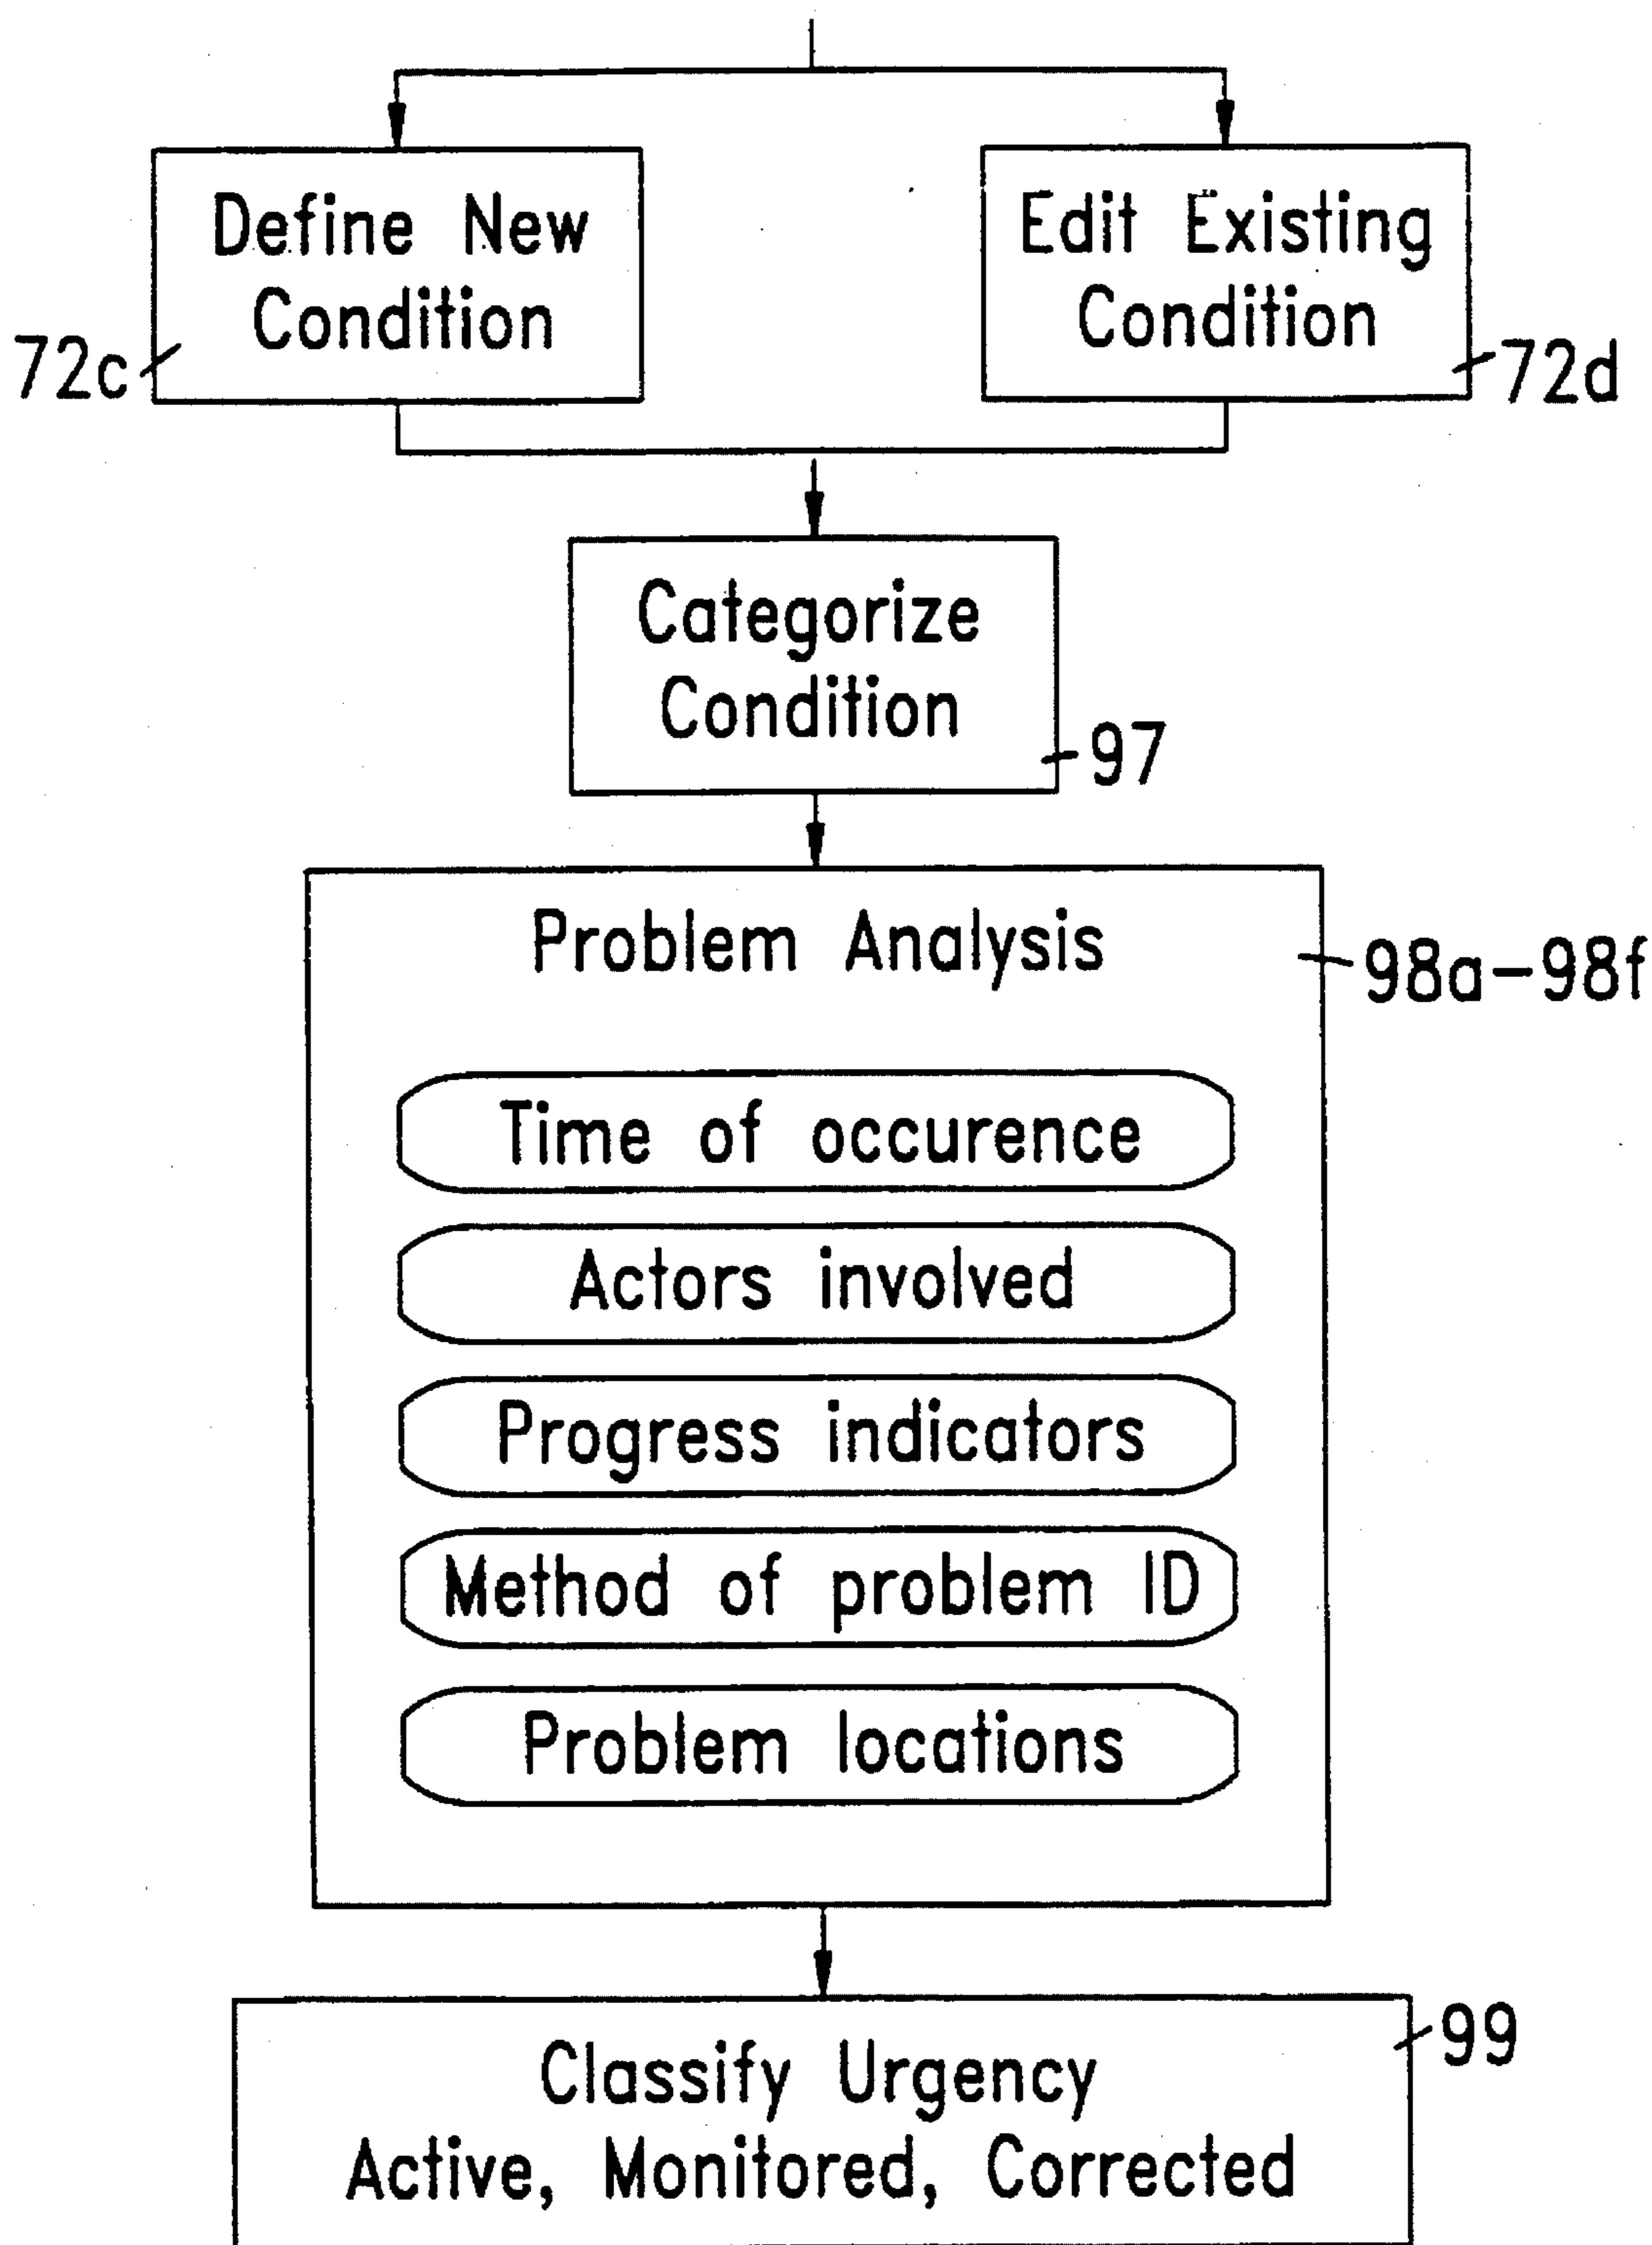 Define New
Condition
72c
Edit Existing
Condition
72d
Categorize
Condition
97
Problem Analysis
98a-98f
Time of occurence
Actors involved
Progress indicators
Method of problem ID
Problem locations
Classify Urgency
Active, Monitored, Corrected
99